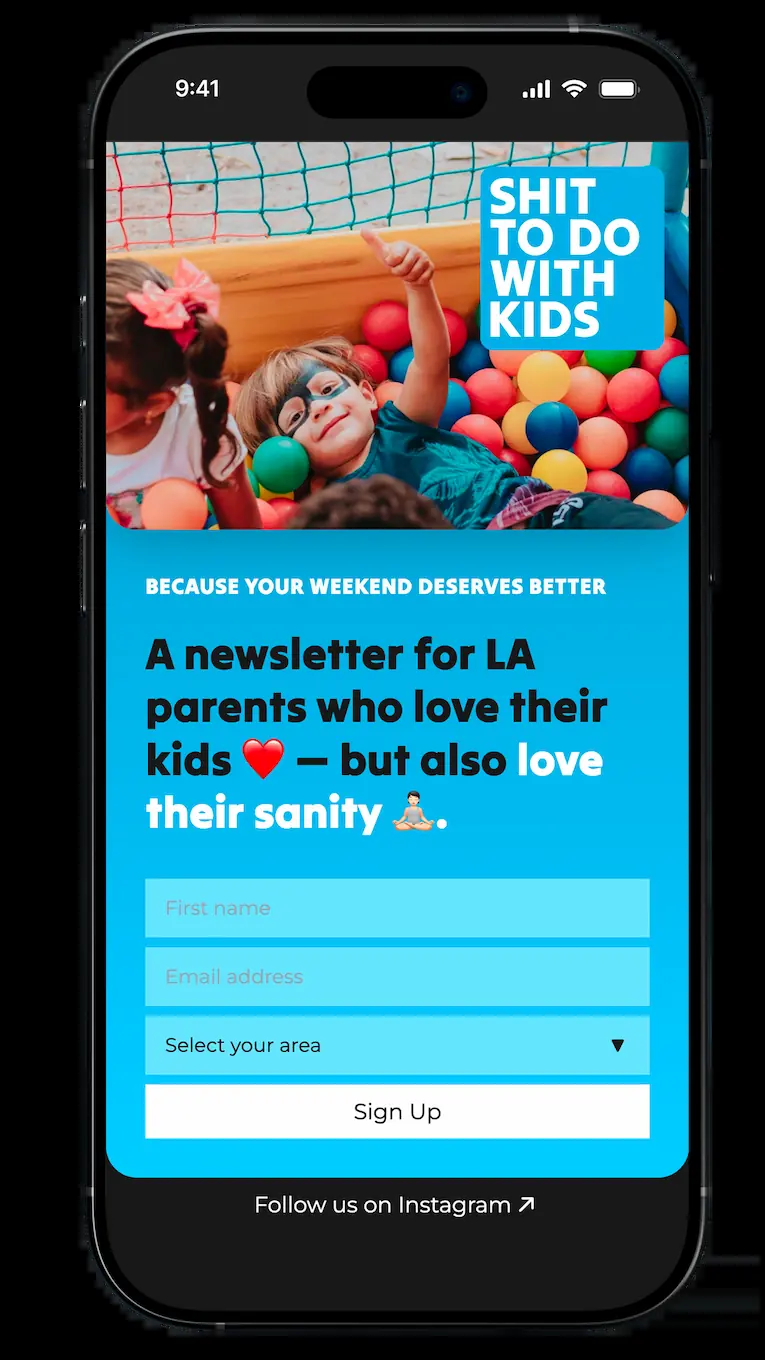 9:41
SHIT
TO DO
WITH
KIDS
BECAUSE YOUR WEEKEND DESERVES BETTER
A newsletter for LA
parents who love their
kids ❤️ — but also love
their sanity 🧘🏻.
First name
Email address
Select your area ▼
Sign Up
Follow us on Instagram ↗